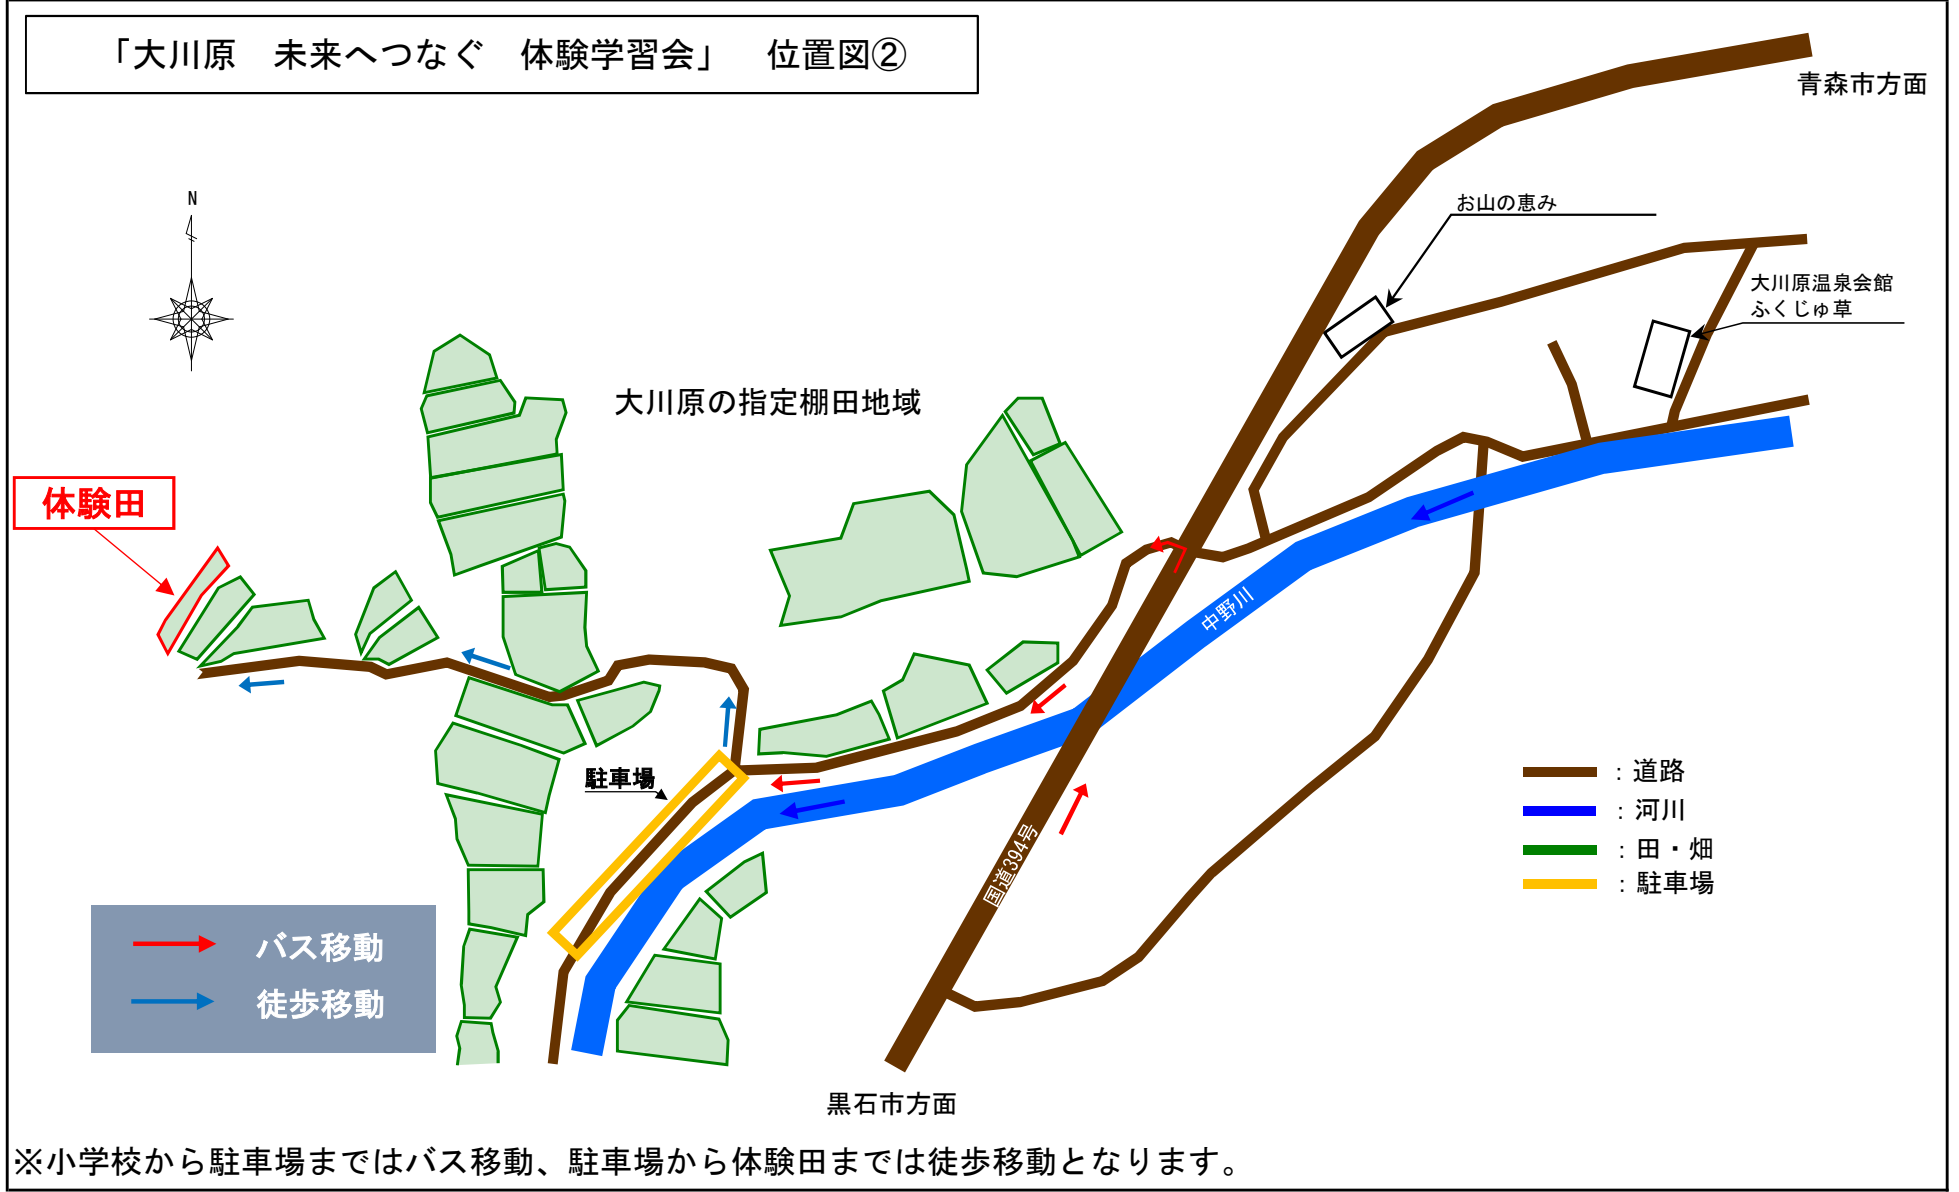 「大川原　未来へつなぐ　体験学習会」　位置図②
青森市方面
N
お山の恵み
大川原温泉会館
ふくじゅ草
大川原の指定棚田地域
体験田
中野川
駐車場
国道394号
：道路
：河川
：田・畑
：駐車場
バス移動
徒歩移動
黒石市方面
※小学校から駐車場まではバス移動、駐車場から体験田までは徒歩移動となります。